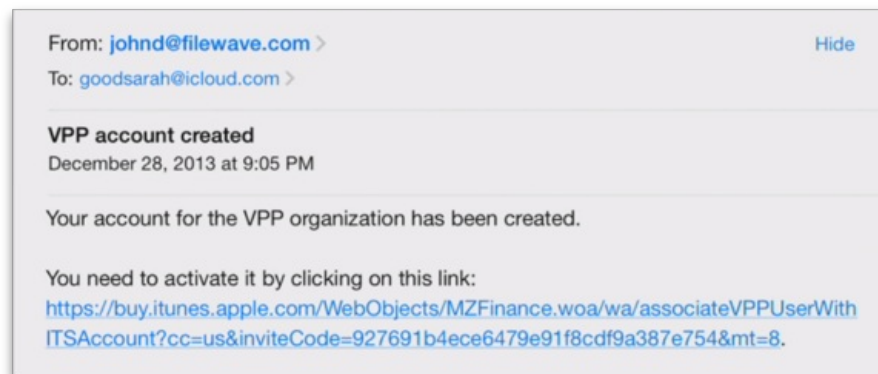 From: johnd@filewave.com >
Hide
To: goodsarah@icloud.com >
VPP account created
December 28, 2013 at 9:05 PM
Your account for the VPP organization has been created.
You need to activate it by clicking on this link:
https://buy.itunes.apple.com/WebObjects/MZFinance.woa/wa/associateVPPUserWith
ITSAccount?cc=us&inviteCode=927691b4ece6479e91f8cdf9a387e754&mt=8.